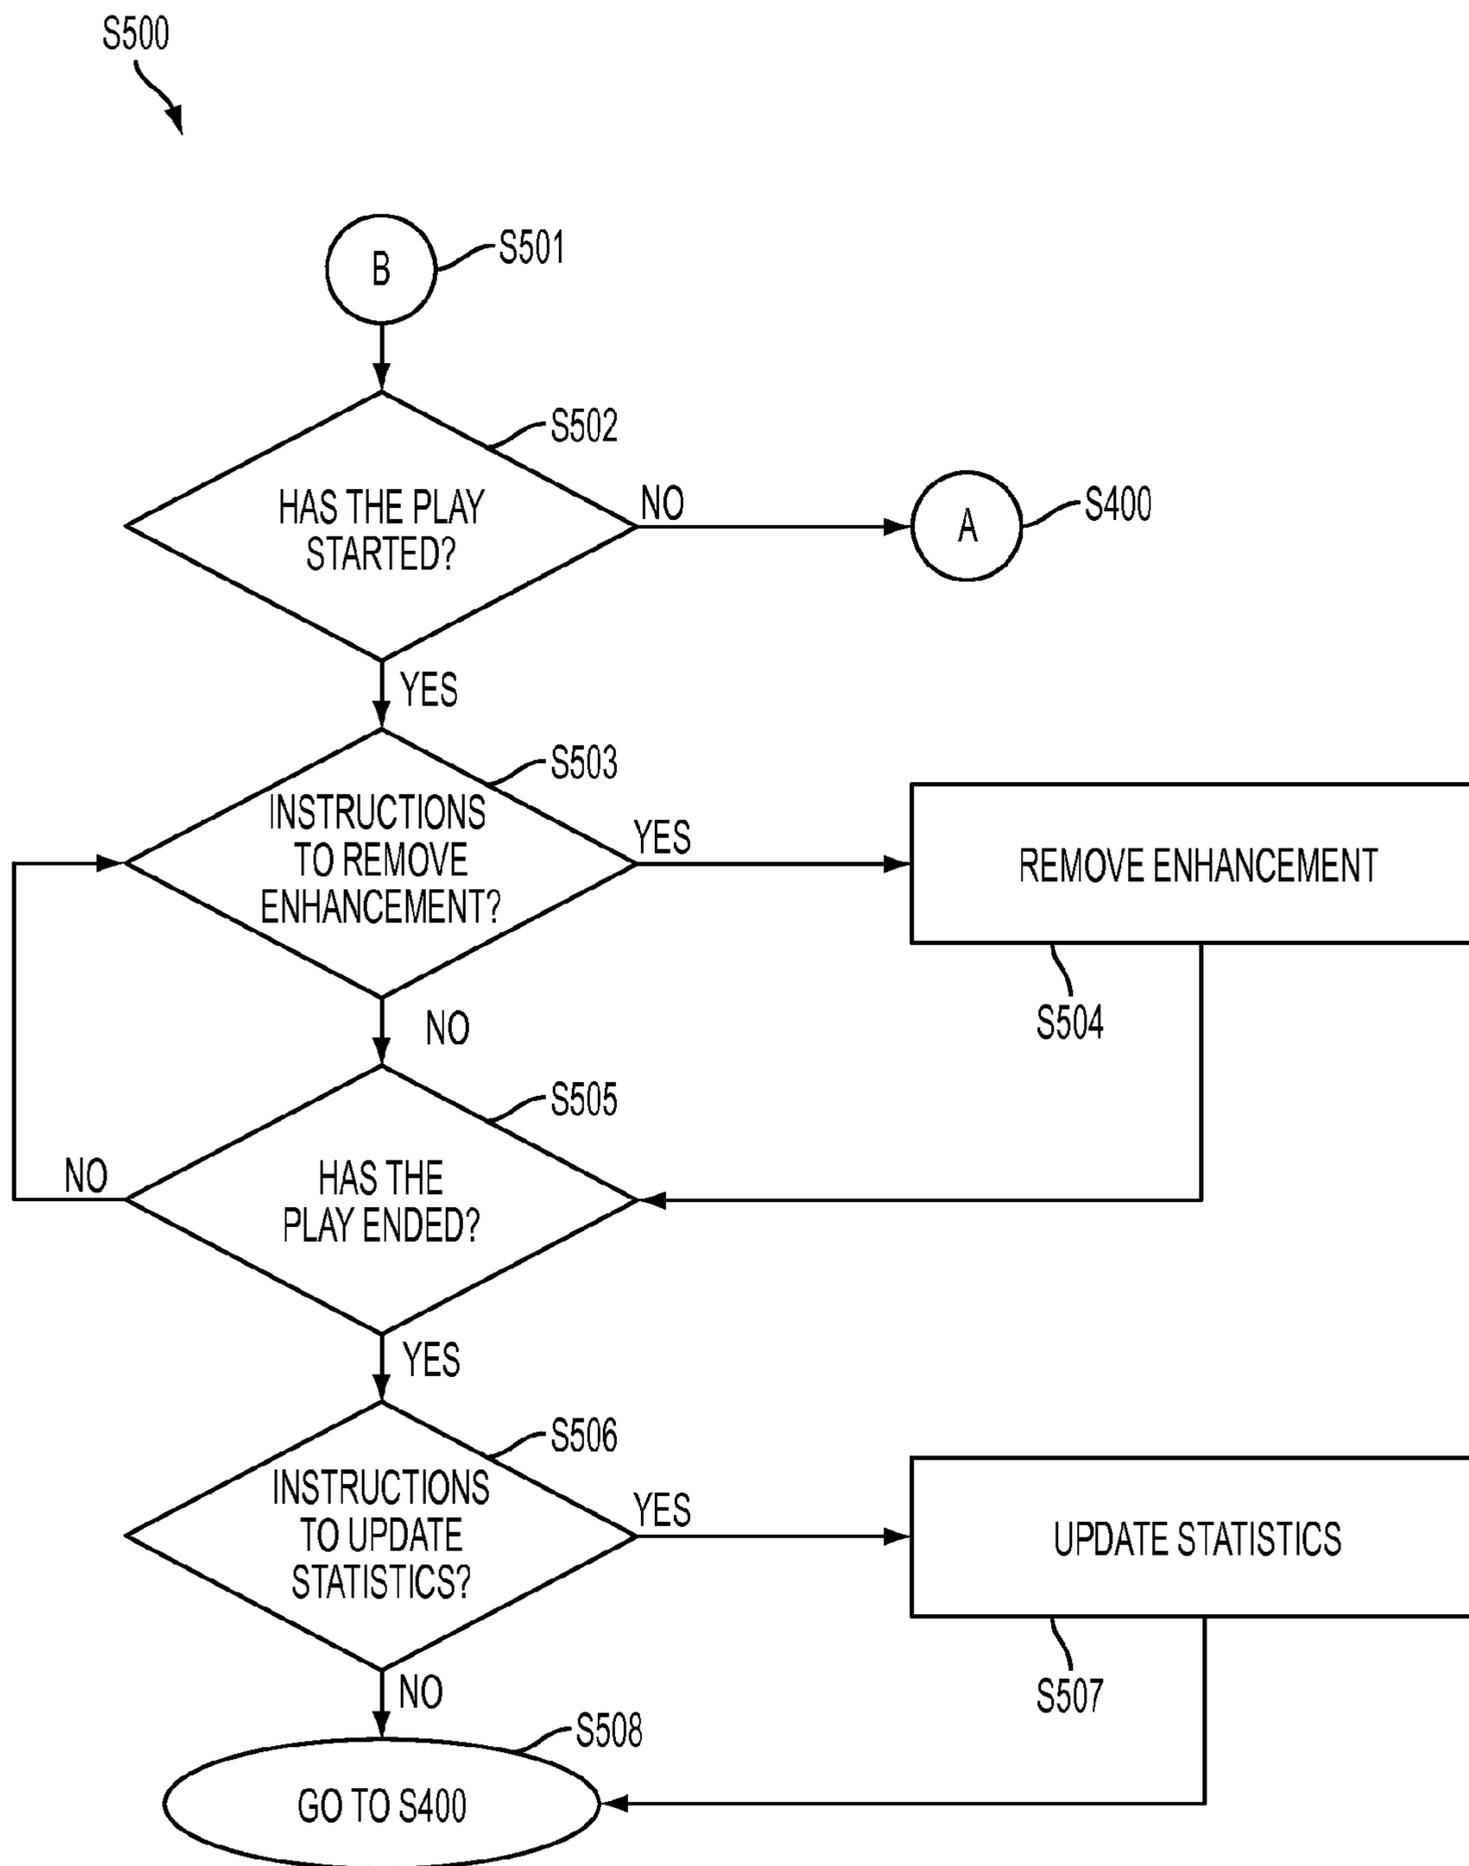 S500
B
S501
S502
HAS THE PLAY
STARTED?
NO
A
S400
YES
S503
INSTRUCTIONS
TO REMOVE
ENHANCEMENT?
YES
REMOVE ENHANCEMENT
S504
NO
S505
HAS THE
PLAY ENDED?
NO
YES
S506
INSTRUCTIONS
TO UPDATE
STATISTICS?
YES
UPDATE STATISTICS
S507
NO
S508
GO TO S400